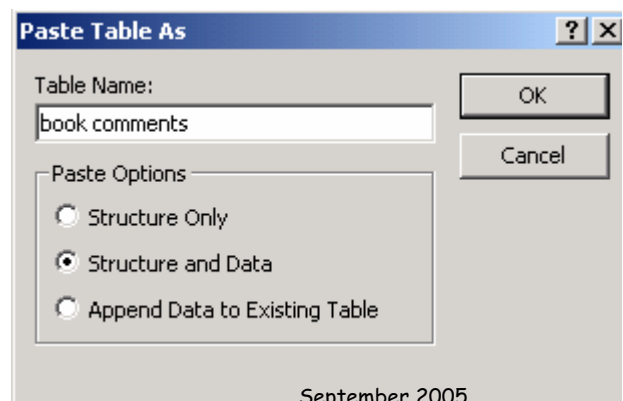 Paste Table As
Table Name:
OK
book comments
Cancel
Paste Options
Structure Only
Structure and Data
Append Data to Existing Table
September 2005